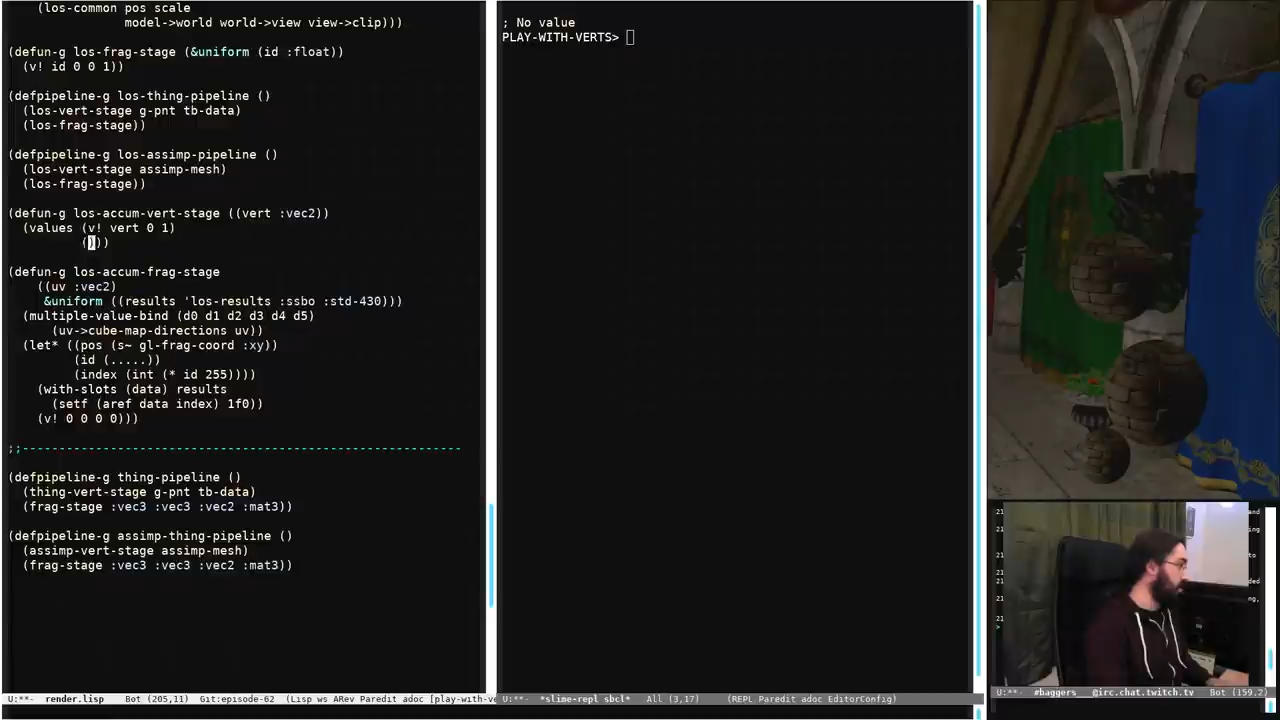 (los-common pos scale
model->world world->view view->clip)))
(defun-g los-frag-stage (&uniform (id :float))
(v! id 0 0 1))
(defpipeline-g los-thing-pipeline ()
(los-vert-stage g-pnt tb-data)
(los-frag-stage))
(defpipeline-g los-assimp-pipeline ()
(los-vert-stage assimp-mesh)
(los-frag-stage))
(defun-g los-accum-vert-stage ((vert :vec2))
(values (v! vert 0 1)
()))
(defun-g los-accum-frag-stage
((uv :vec2)
&uniform ((results 'los-results :ssbo :std-430)))
(multiple-value-bind (d0 d1 d2 d3 d4 d5)
(uv->cube-map-directions uv))
(let* ((pos (s~ gl-frag-coord :xy))
(id (.....))
(index (int (* id 255))))
(with-slots (data) results
(setf (aref data index) 1f0))
(v! 0 0 0 0)))
;;------------------------------------------------------------
(defpipeline-g thing-pipeline ()
(thing-vert-stage g-pnt tb-data)
(frag-stage :vec3 :vec3 :vec2 :mat3))
(defpipeline-g assimp-thing-pipeline ()
(assimp-vert-stage assimp-mesh)
(frag-stage :vec3 :vec3 :vec2 :mat3))
U:**- render.lisp Bot (205,11) Git:episode-62 (Lisp ws ARev Paredit adoc [play-with-ve
; No value
PLAY-WITH-VERTS>
U:**- *slime-repl sbcl* All (3,17) (REPL Paredit adoc EditorConfig)
U:**- #baggers @irc.chat.twitch.tv Bot (159,2)